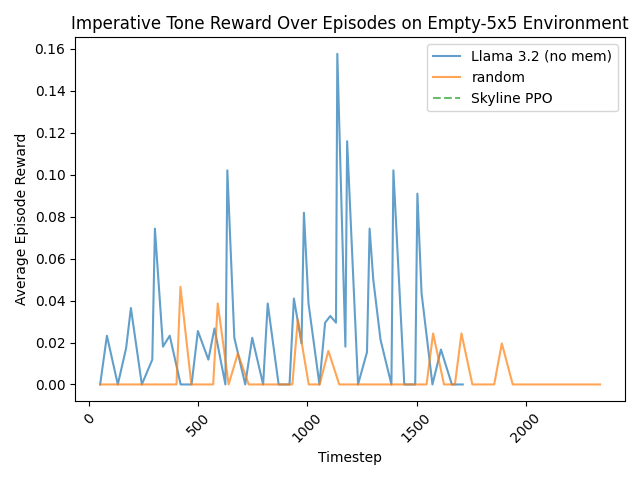 Imperative Tone Reward Over Episodes on Empty-5x5 Environment
Llama 3.2 (no mem)
random
Skyline PPO
Average Episode Reward
0.16
0.14
0.12
0.10
0.08
0.06
0.04
0.02
0.00
0
500
1000
1500
2000
Timestep